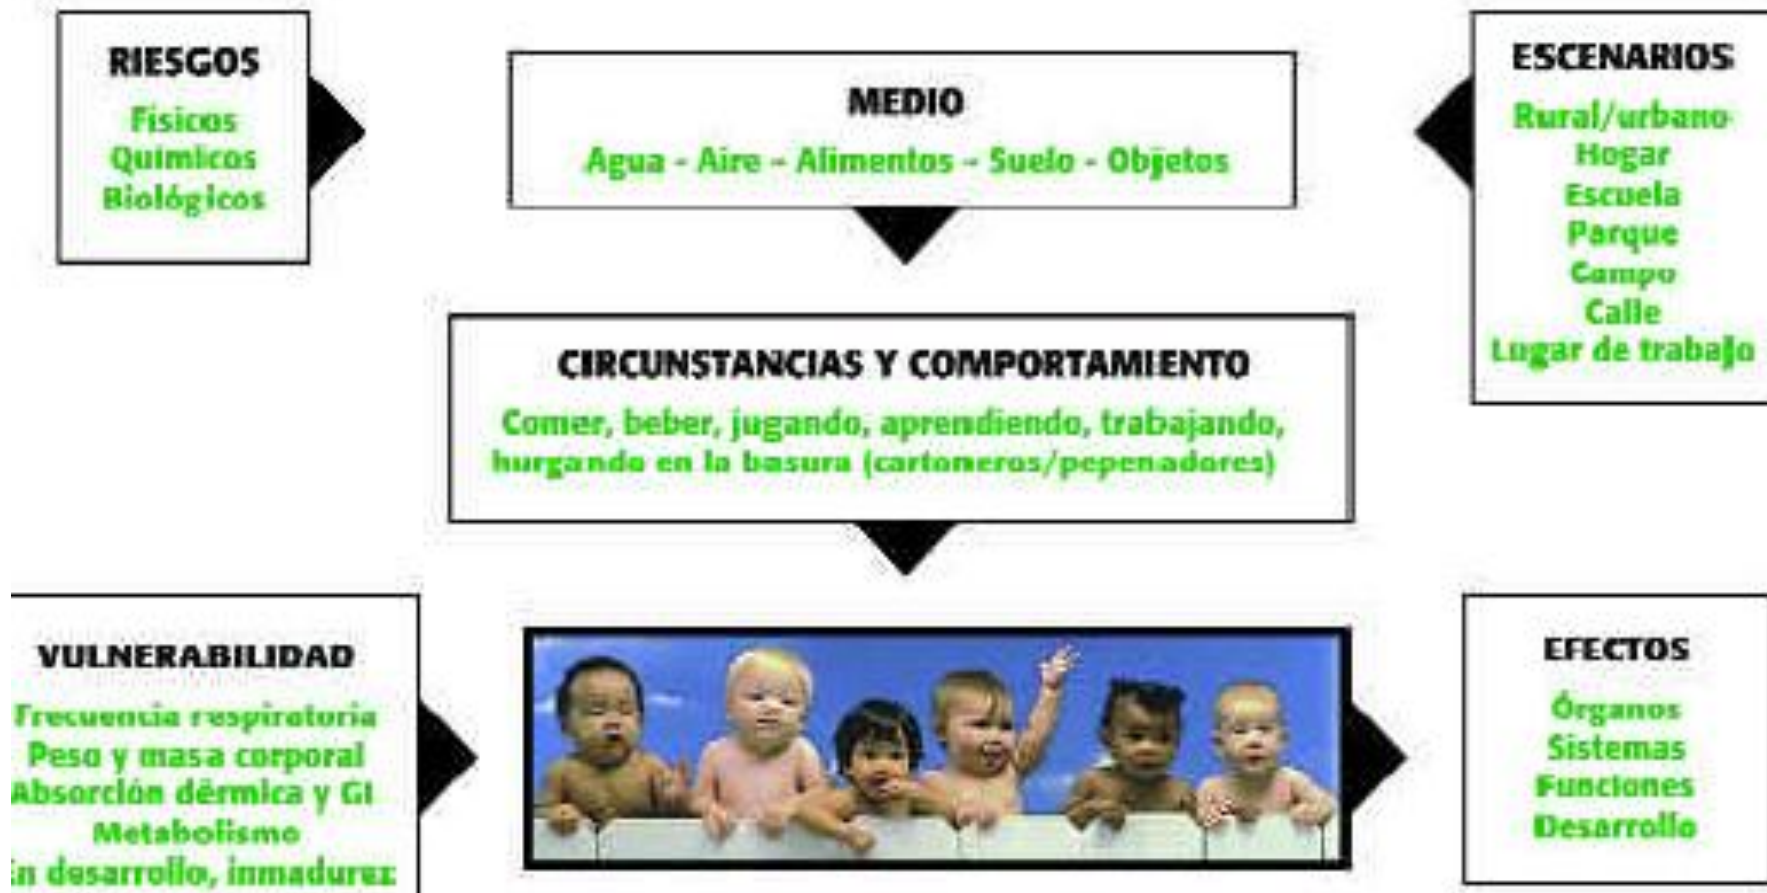 RIESGOS
Físicos
Químicos
Biológicos
MEDIO
Agua - Aire - Alimentos - Suelo - Objetos
ESCENARIOS
Rural/urbano
Hogar
Escuela
Parque
Campo
Calle
Lugar de trabajo
CIRCUNSTANCIAS Y COMPORTAMIENTO
Comer, beber, jugando, aprendiendo, trabajando,
hurgando en la basura (cartoneros/pepenadores)
VULNERABILIDAD
Frecuencia respiratoria
Peso y masa corporal
Absorción dérmica y GI
Metabolismo
En desarrollo, inmadurez
EFECTOS
Órganos
Sistemas
Funciones
Desarrollo